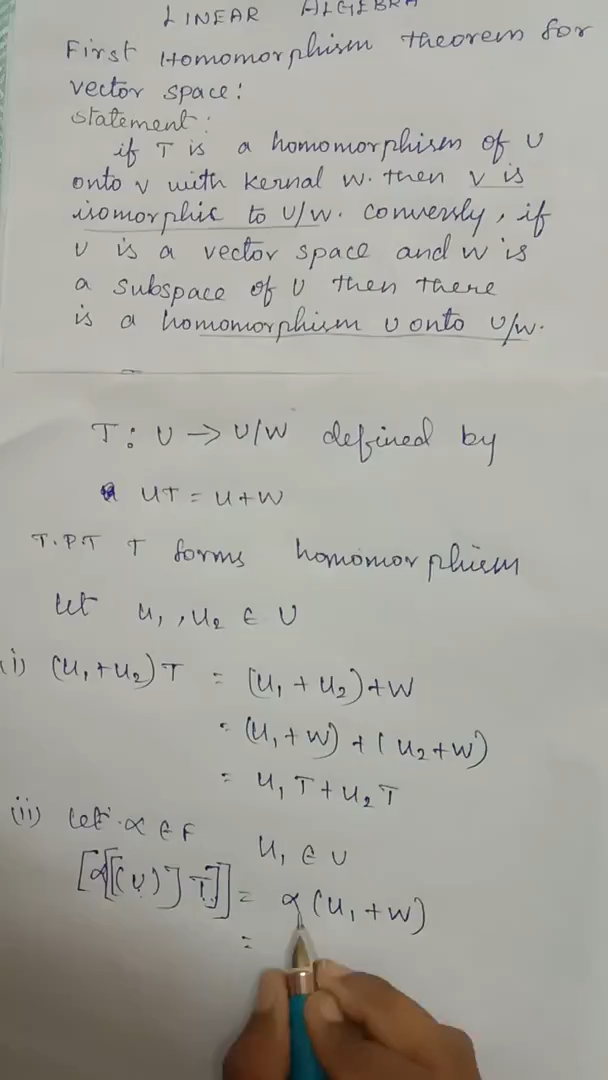 LINEAR ALGEBRA
First Homomorphism theorem for
vector space:
statement:
if T is a homomorphism of U
onto V with kernal W. then V is
isomorphic to U/W. conversly, if
U is a vector space and W is
a subspace of U then there
is a homomorphism U onto U/W.
T: U → U/W defined by
UT = U+W
T.P.T T forms homomorphism
let u₁, u₂ ∈ U
(i) (u₁+u₂)T = (u₁+u₂)+W
= (u₁+W)+(u₂+W)
= u₁T+u₂T
(ii) let α ∈ F u₁ ∈ U
[α[(U)]T]] = α(u₁+W)
=